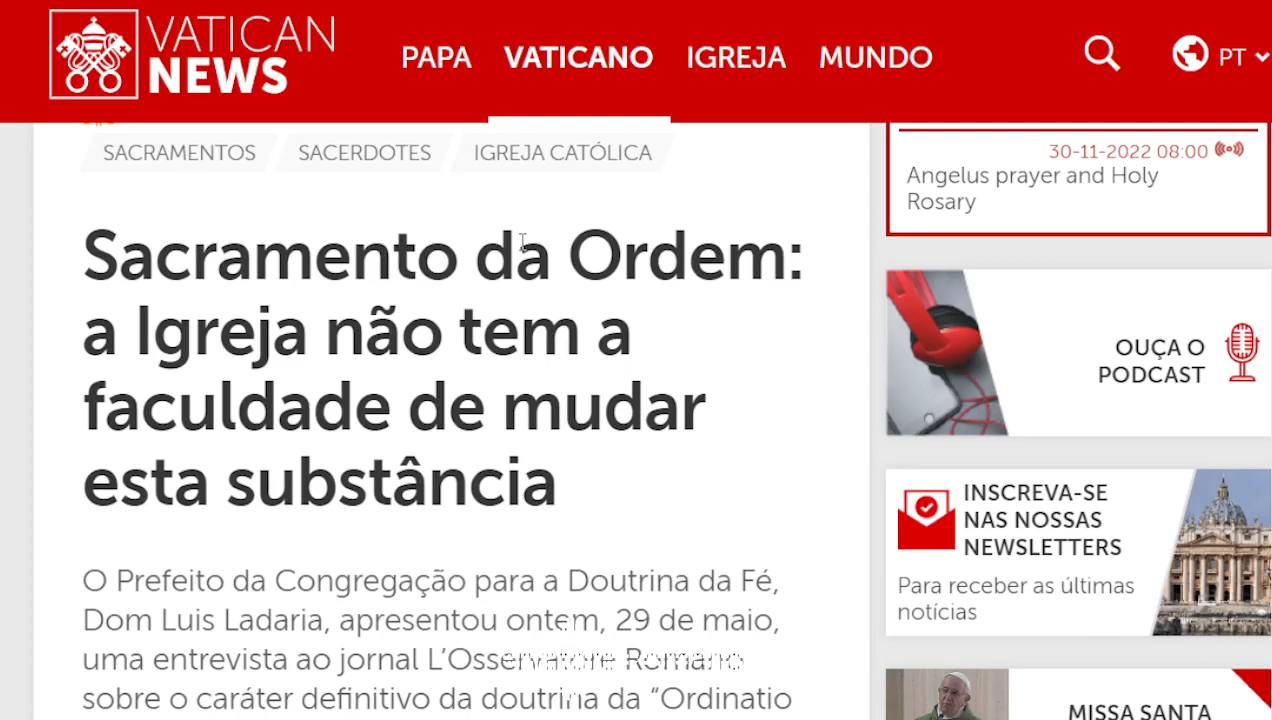 VATICAN
NEWS
PAPA VATICANO IGREJA MUNDO PT
SACRAMENTOS SACERDOTES IGREJA CATÓLICA
Sacramento da Ordem:
a Igreja não tem a
faculdade de mudar
esta substância
O Prefeito da Congregação para a Doutrina da Fé,
Dom Luis Ladaria, apresentou ontem, 29 de maio,
uma entrevista ao jornal
sobre o caráter definitivo da doutrina da “Ordinatio
30-11-2022 08:00
Angelus prayer and Holy
Rosary
OUÇA O
PODCAST
INSCREVA-SE
NAS NOSSAS
NEWSLETTERS
Para receber as últimas
notícias
MISSA SANTA